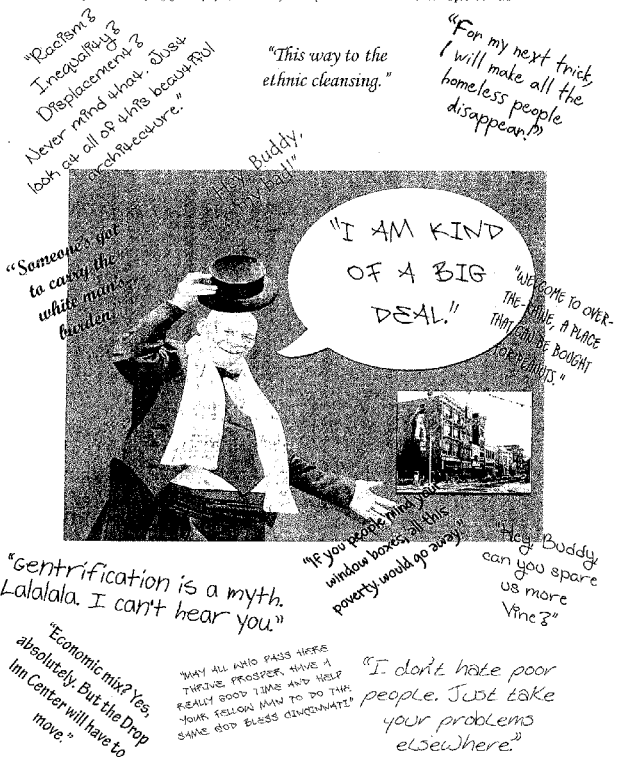 "Racism?
Inequality?
Displacement?
Never mind that. Just
look at all of this beautiful
architecture."
"This way to the
ethnic cleansing."
"For my next trick,
I will make all the
homeless people
disappear!"
Hey, Buddy,
bad!"
"Someone's got
to carry the
white man's
burden."
"I AM KIND
OF A BIG
DEAL."
"WELCOME TO OVER-
THE-RHINE, A PLACE
THAT CAN BE BOUGHT
FOR PEANUTS."
"If you people mind your
window boxes, all this
poverty would go away."
"Hey, Buddy,
can you spare
us more
Vine?"
"Gentrification is a myth.
Lalalala. I can't hear you."
"Economic mix? Yes,
absolutely. But the Drop
Inn Center will have to
move."
"MAY ALL WHO PASS HERE
THRIVE PROSPER HAVE A
REALLY GOOD TIME AND HELP
YOUR FELLOW MAN TO DO THE
SAME GOD BLESS CINCINNATI"
"I don't hate poor
people. Just take
your problems
elsewhere."